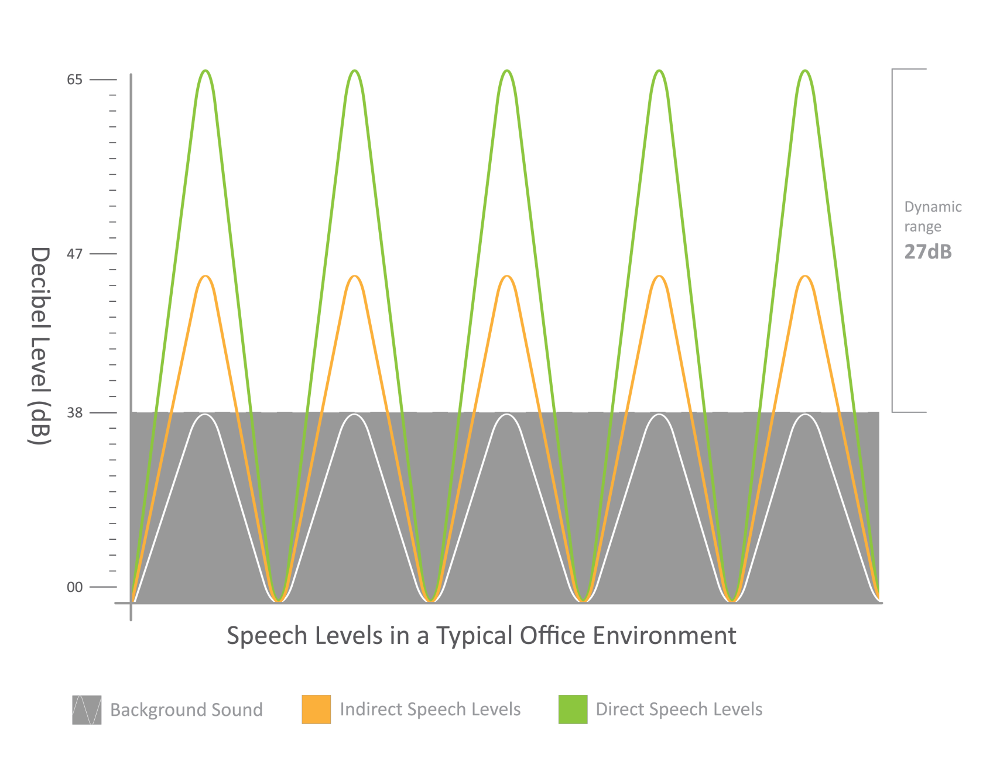 65
47
38
00
Decibel Level (dB)
Dynamic
range
27dB
Speech Levels in a Typical Office Environment
Background Sound
Indirect Speech Levels
Direct Speech Levels